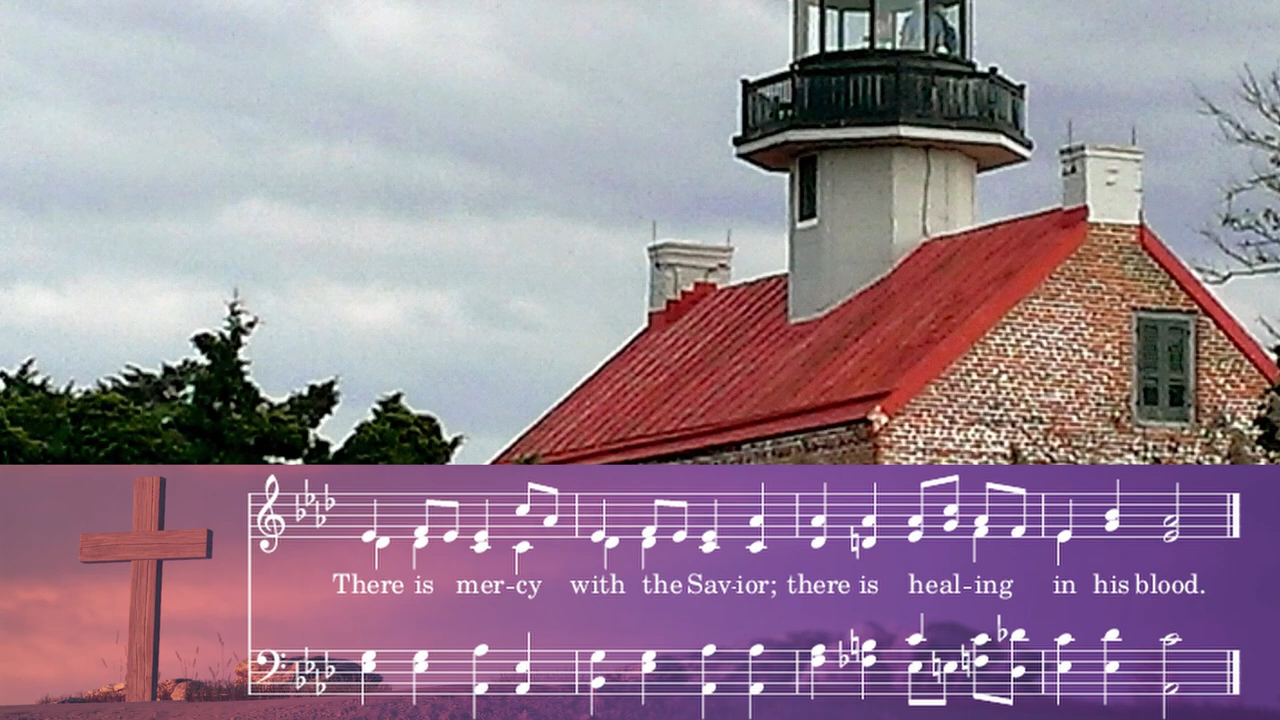 There is mer-cy with the Sav-ior; there is heal-ing in his blood.